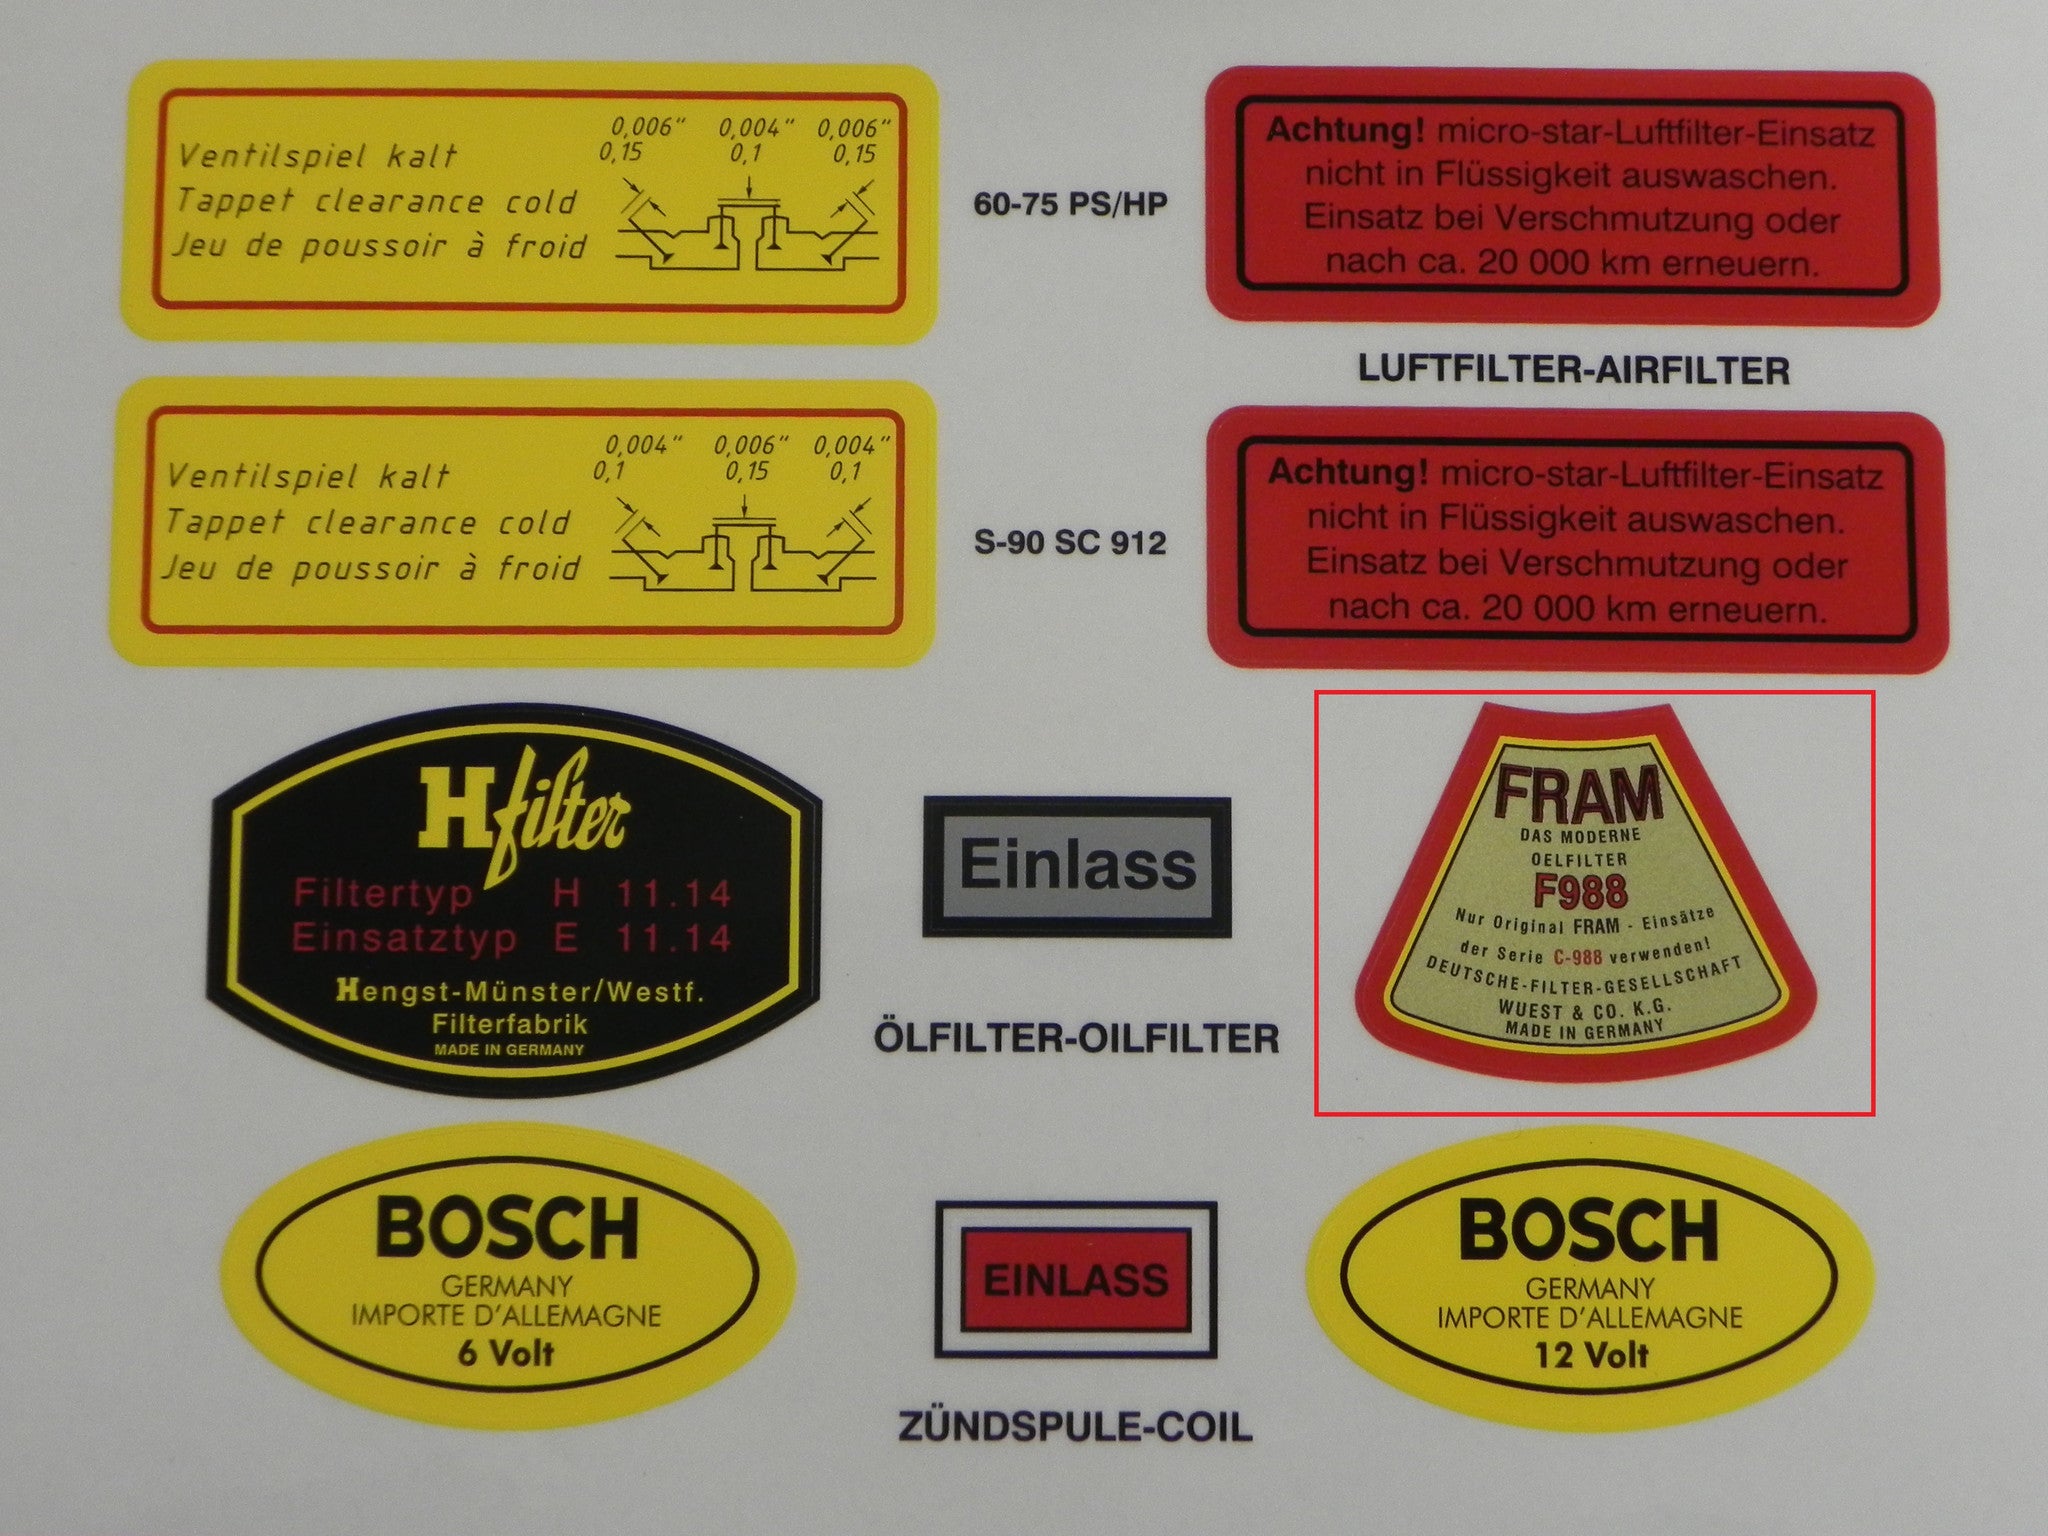 0,006" 0,004" 0,006"
0,15 0,1 0,15
Ventilspiel kalt
Tappet clearance cold
Jeu de poussoir à froid
60-75 PS/HP
Achtung! micro-star-Luftfilter-Einsatz
nicht in Flüssigkeit auswaschen.
Einsatz bei Verschmutzung oder
nach ca. 20 000 km erneuern.
LUFTFILTER-AIRFILTER
0,004" 0,006" 0,004"
0,1 0,15 0,1
Ventilspiel kalt
Tappet clearance cold
Jeu de poussoir à froid
S-90 SC 912
Achtung! micro-star-Luftfilter-Einsatz
nicht in Flüssigkeit auswaschen.
Einsatz bei Verschmutzung oder
nach ca. 20 000 km erneuern.
Hfilter
Filtertyp H 11.14
Einsatztyp E 11.14
Hengst-Münster/Westf.
Filterfabrik
MADE IN GERMANY
Einlass
ÖLFILTER-OILFILTER
FRAM
DAS MODERNE
OELFILTER
F988
Nur Original FRAM - Einsätze
der Serie C-988 verwenden!
DEUTSCHE-FILTER-GESELLSCHAFT
WUEST & CO. K.G.
MADE IN GERMANY
BOSCH
GERMANY
IMPORTE D'ALLEMAGNE
6 Volt
EINLASS
ZÜNDSPULE-COIL
BOSCH
GERMANY
IMPORTE D'ALLEMAGNE
12 Volt